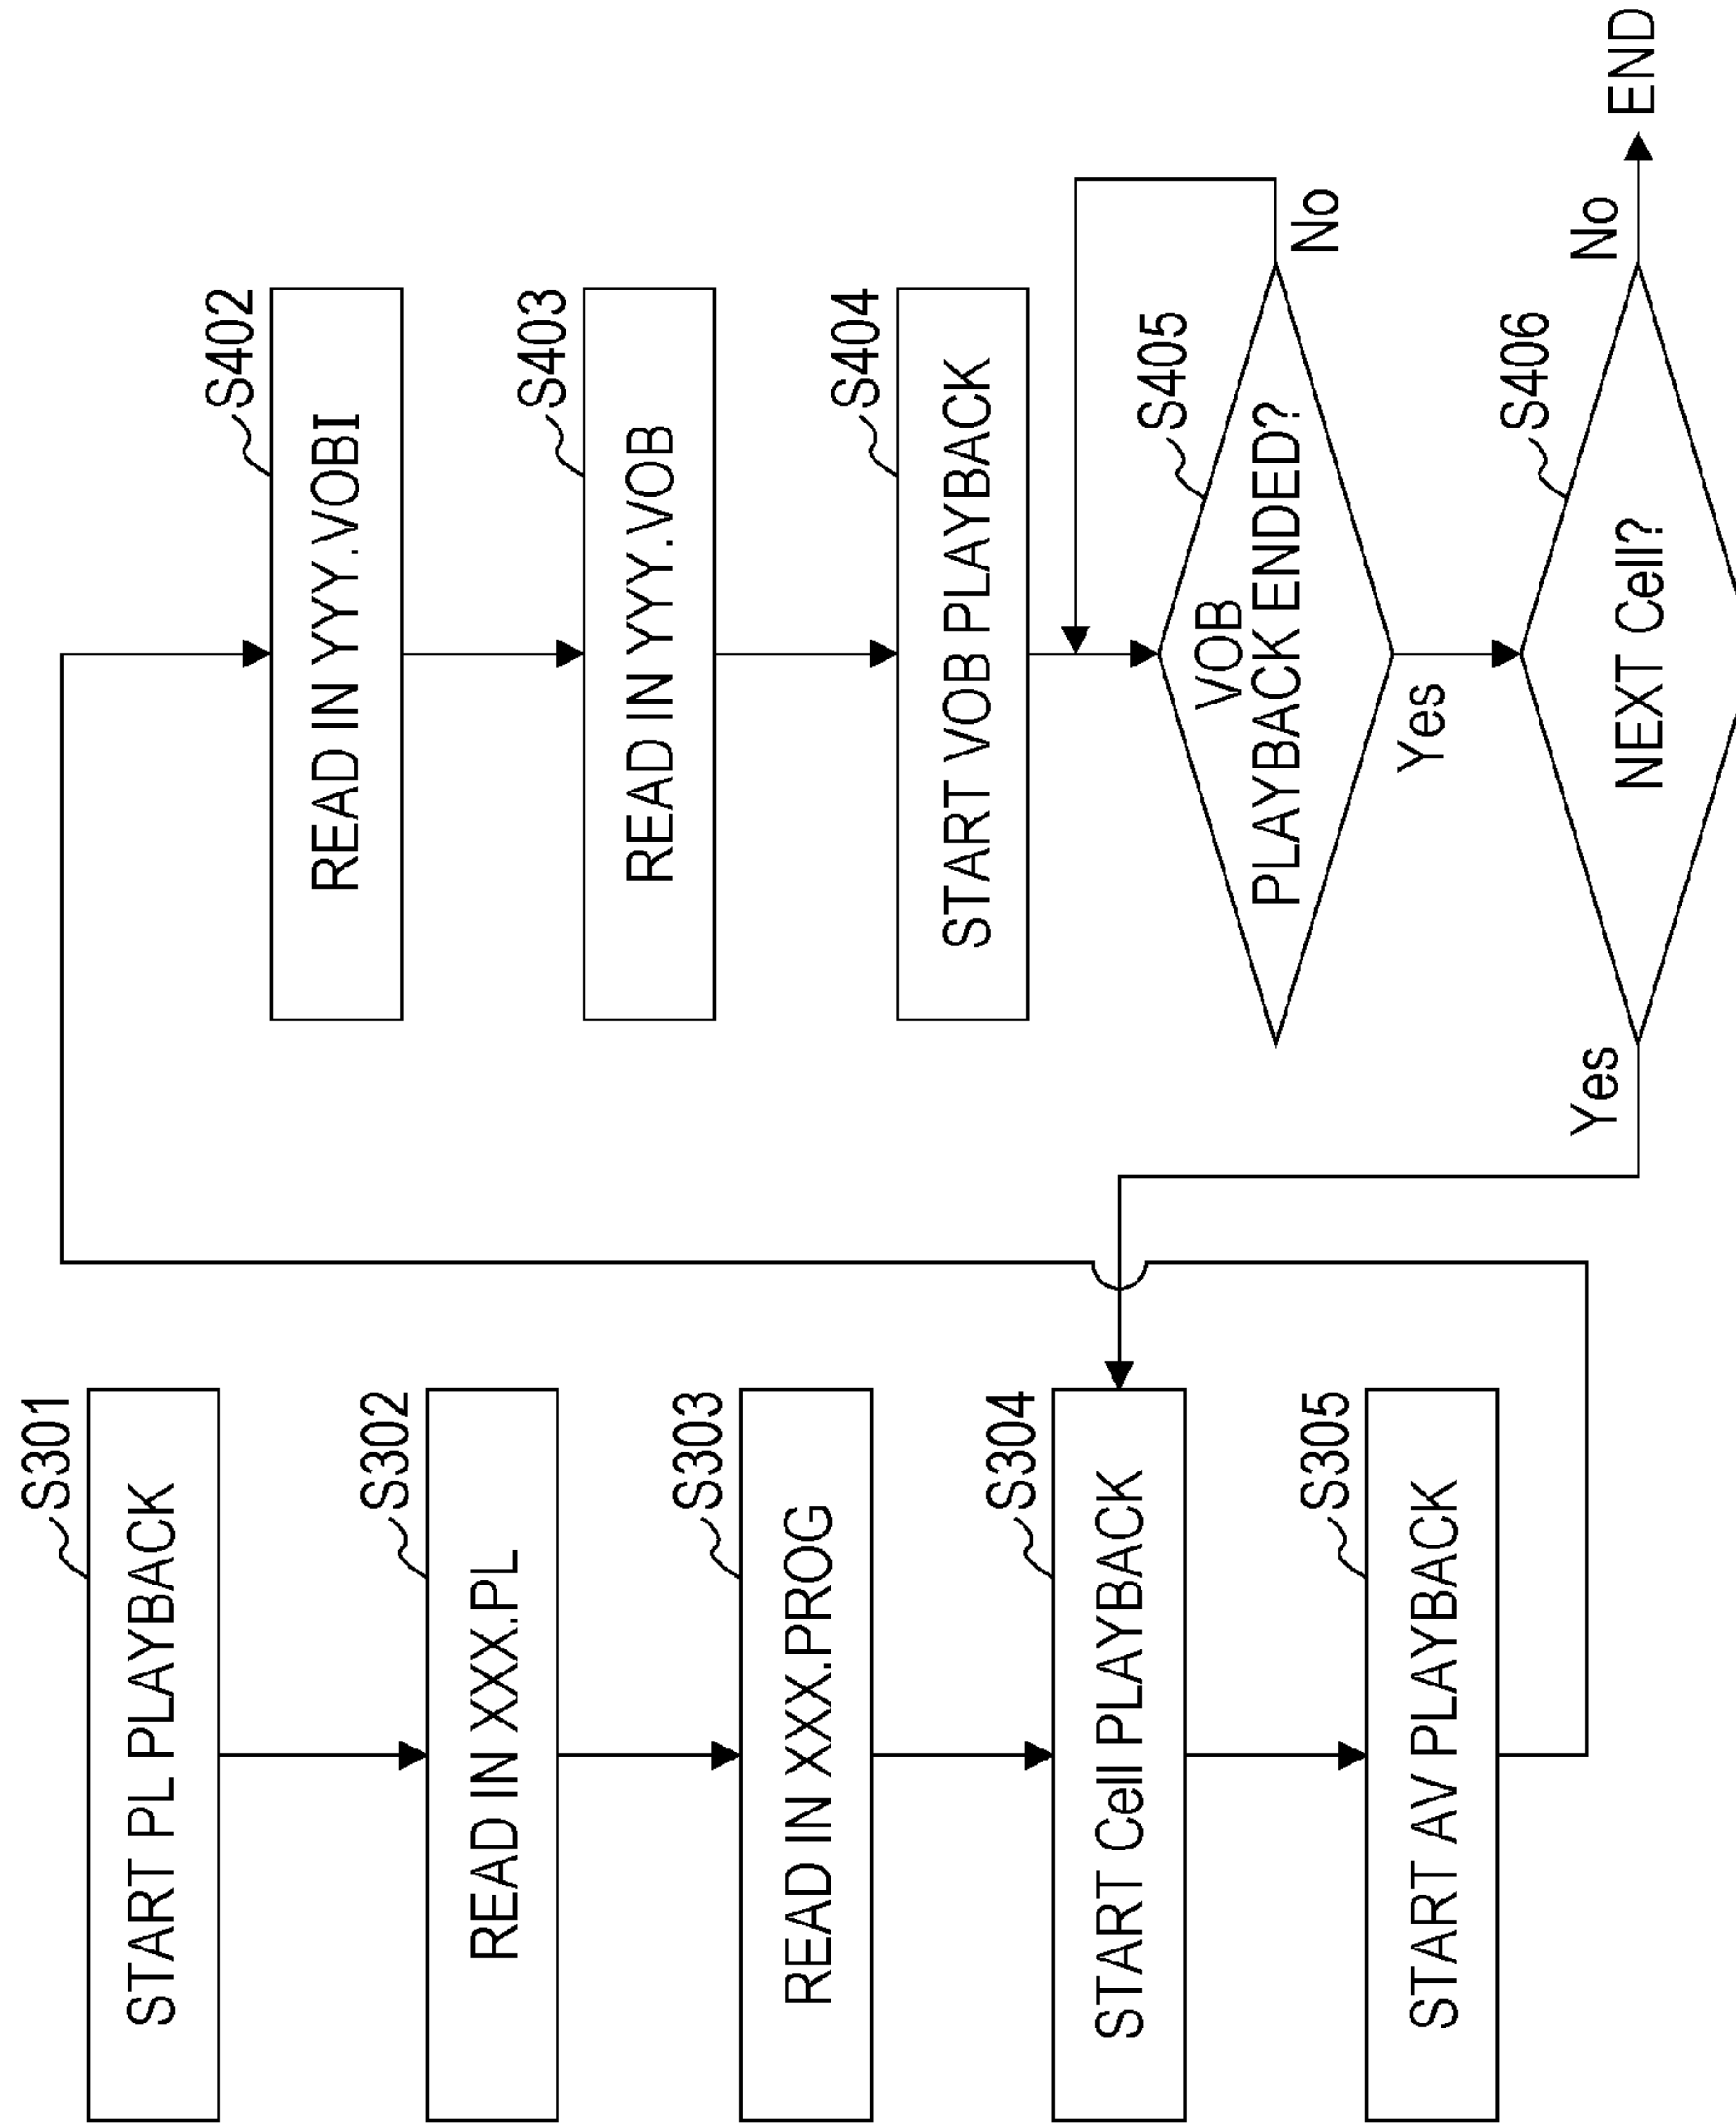 S301
START PL PLAYBACK
S302
READ IN XXX.PL
S303
READ IN XXX.PROG
S304
START Cell PLAYBACK
S305
START AV PLAYBACK
S402
READ IN YYY.VOBI
S403
READ IN YYY.VOB
S404
START VOB PLAYBACK
S405
VOB
PLAYBACK ENDED?
No
Yes
S406
NEXT Cell?
Yes
No
END